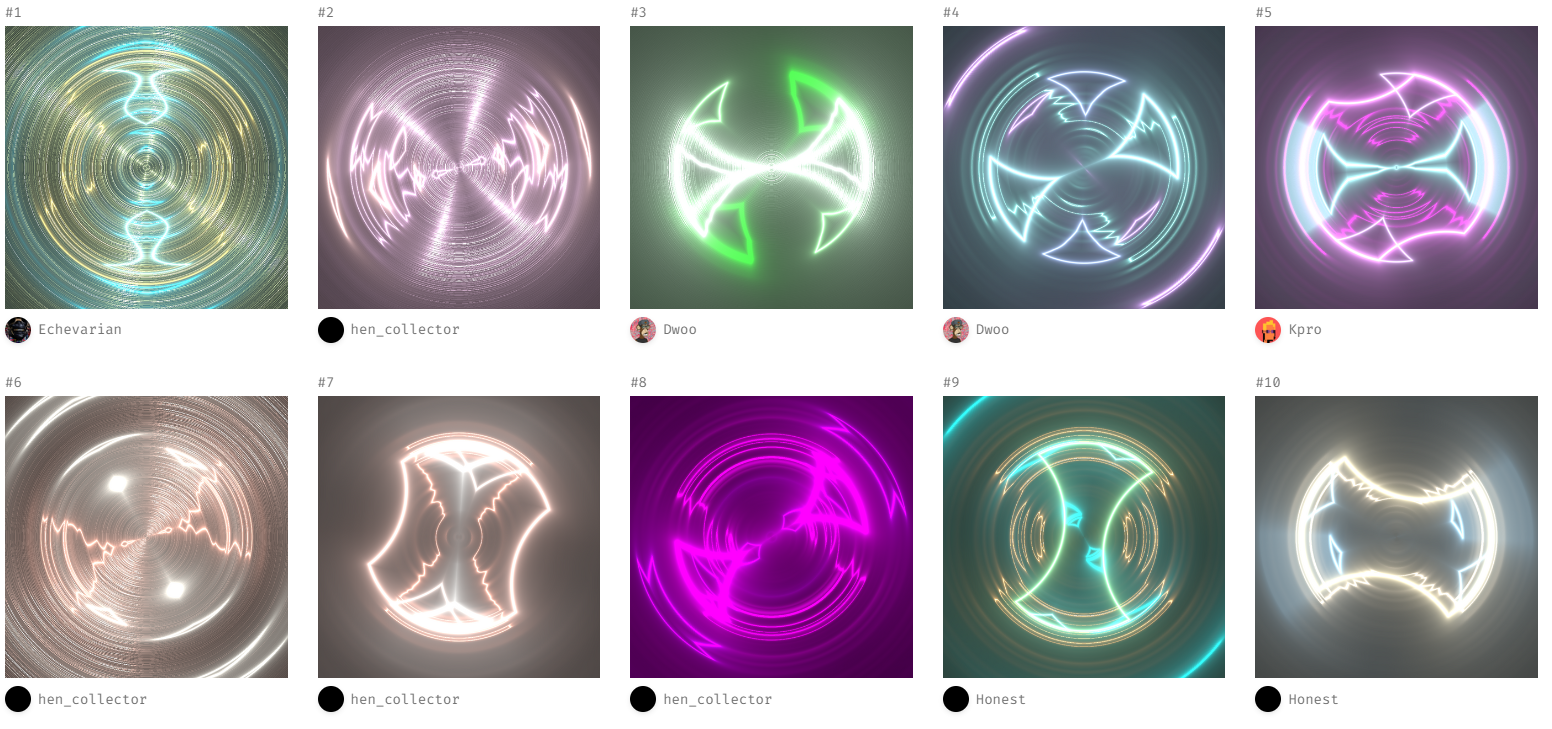 #1 #2 #3 #4 #5
Echevarian hen_collector Dwoo Dwoo Kpro
#6 #7 #8 #9 #10
hen_collector hen_collector hen_collector Honest Honest